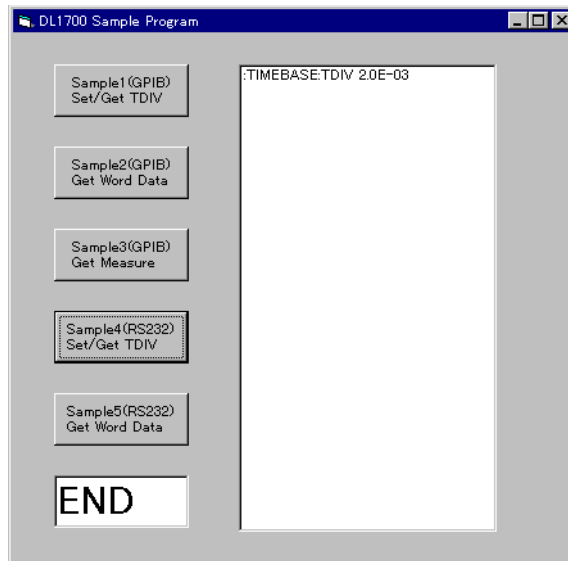 DL1700 Sample Program
Sample1(GPIB)
Set/Get TDIV
Sample2(GPIB)
Get Word Data
Sample3(GPIB)
Get Measure
Sample4(RS232)
Set/Get TDIV
Sample5(RS232)
Get Word Data
END
:TIMEBASE:TDIV 2.0E-03